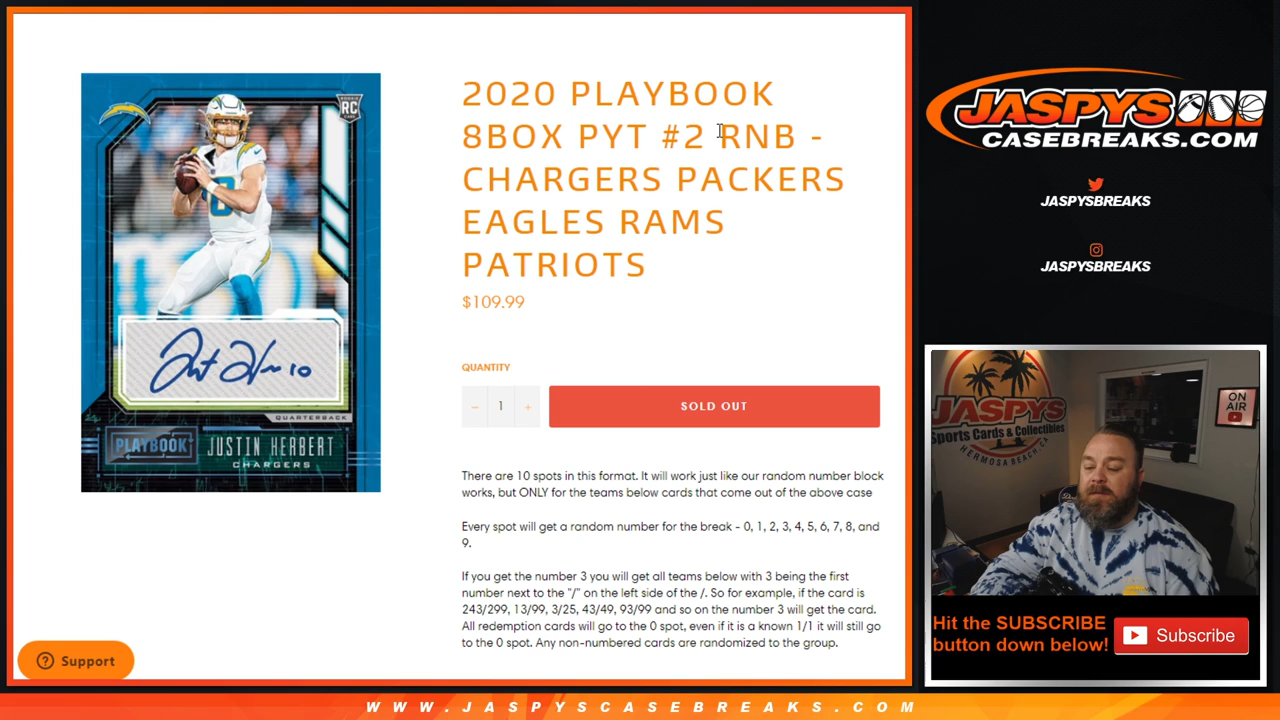 2020 PLAYBOOK
8BOX PYT #2 RNB -
CHARGERS PACKERS
EAGLES RAMS
PATRIOTS
$109.99
QUANTITY
− 1 +
SOLD OUT
There are 10 spots in this format. It will work just like our random number block
works, but ONLY for the teams below cards that come out of the above case
Every spot will get a random number for the break - 0, 1, 2, 3, 4, 5, 6, 7, 8, and
9.
If you get the number 3 you will get all teams below with 3 being the first
number next to the "/" on the left side of the /. So for example, if the card is
243/299, 13/99, 3/25, 43/49, 93/99 and so on the number 3 will get the card.
All redemption cards will go to the 0 spot, even if it is a known 1/1 it will still go
to the 0 spot. Any non-numbered cards are randomized to the group.
RC
10
QUARTERBACK
PLAYBOOK
JUSTIN HERBERT
CHARGERS
Support
JASPYS
CASEBREAKS.COM
JASPYSBREAKS
JASPYSBREAKS
JASPYS
Sports Cards & Collectibles
HERMOSA BEACH, CA
ON
AIR
Hit the SUBSCRIBE
button down below!
Subscribe
WWW.JASPYSCASEBREAKS.COM